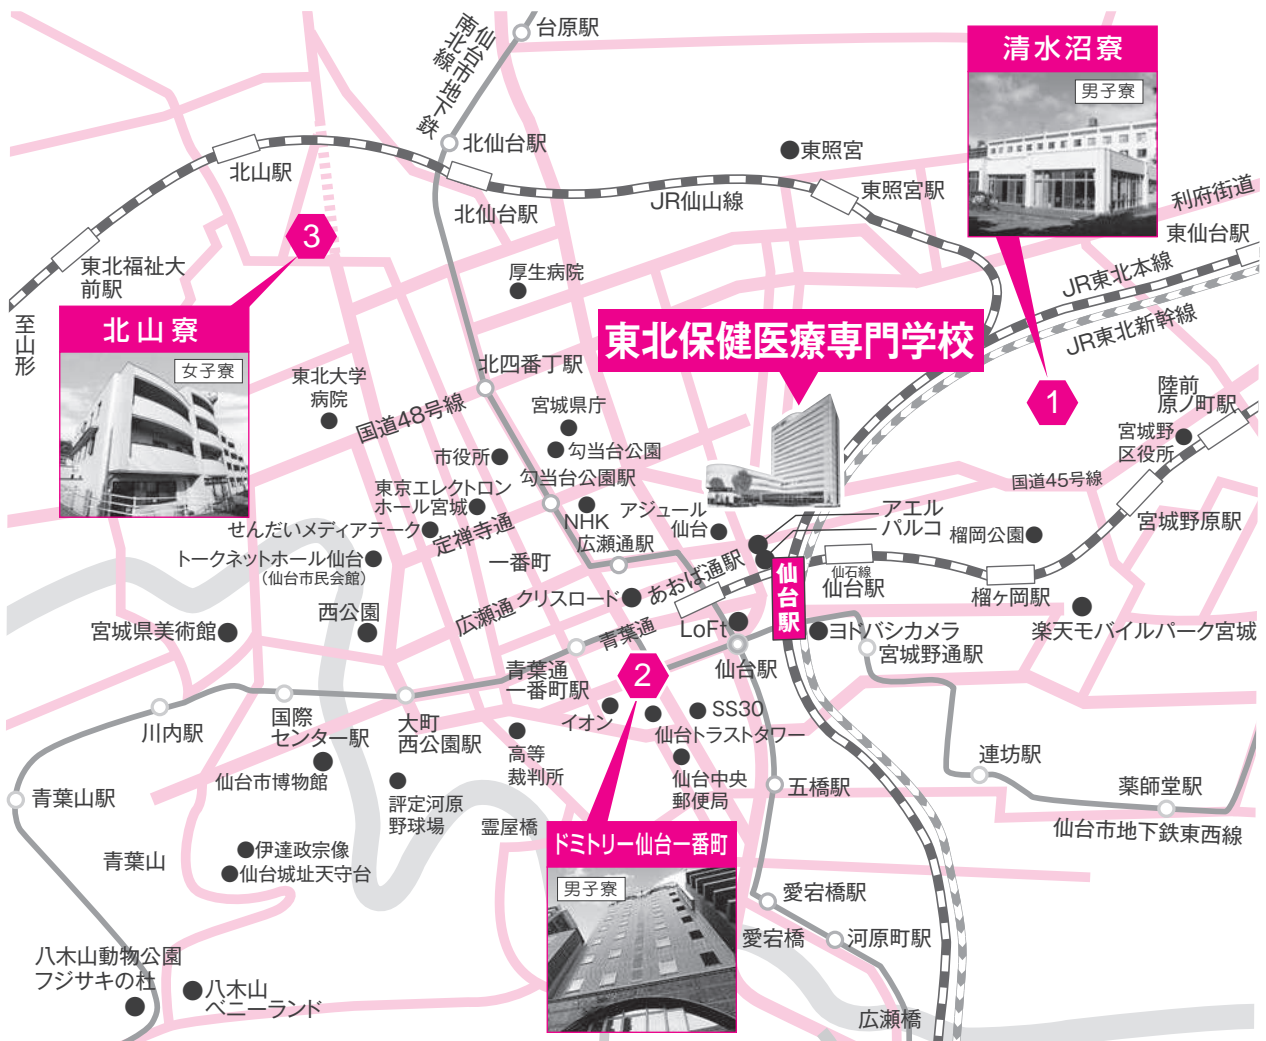 台原駅
仙台市地下鉄
南北線
清水沼寮
男子寮
北仙台駅
東照宮
北山駅
北仙台駅
JR仙山線
東照宮駅
利府街道
東仙台駅
3
東北福祉大
前駅
厚生病院
JR東北本線
JR東北新幹線
至山形
北山寮
女子寮
東北保健医療専門学校
北四番丁駅
東北大学
病院
国道48号線
宮城県庁
1
陸前
原ノ町駅
宮城野
区役所
市役所
勾当台公園
勾当台公園駅
国道45号線
東京エレクトロン
ホール宮城
定禅寺通
NHK
アジュール
仙台
アエル
パルコ
宮城野原駅
せんだいメディアテーク
トークネットホール仙台
(仙台市民会館)
一番町
広瀬通駅
榴岡公園
あおば通駅
仙台駅
仙石線
仙台駅
榴ヶ岡駅
西公園
広瀬通
クリスロード
青葉通
LoFt
ヨドバシカメラ
楽天モバイルパーク宮城
宮城県美術館
宮城野通駅
青葉通
一番町駅
2
仙台駅
川内駅
国際
センター駅
大町
西公園駅
イオン
SS30
仙台トラストタワー
高等
裁判所
仙台市博物館
仙台中央
郵便局
連坊駅
青葉山駅
評定河原
野球場
霊屋橋
五橋駅
薬師堂駅
仙台市地下鉄東西線
青葉山
伊達政宗像
仙台城址天守台
ドミトリー仙台一番町
男子寮
愛宕橋駅
愛宕橋
河原町駅
八木山動物公園
フジサキの杜
八木山
ベニーランド
広瀬橋